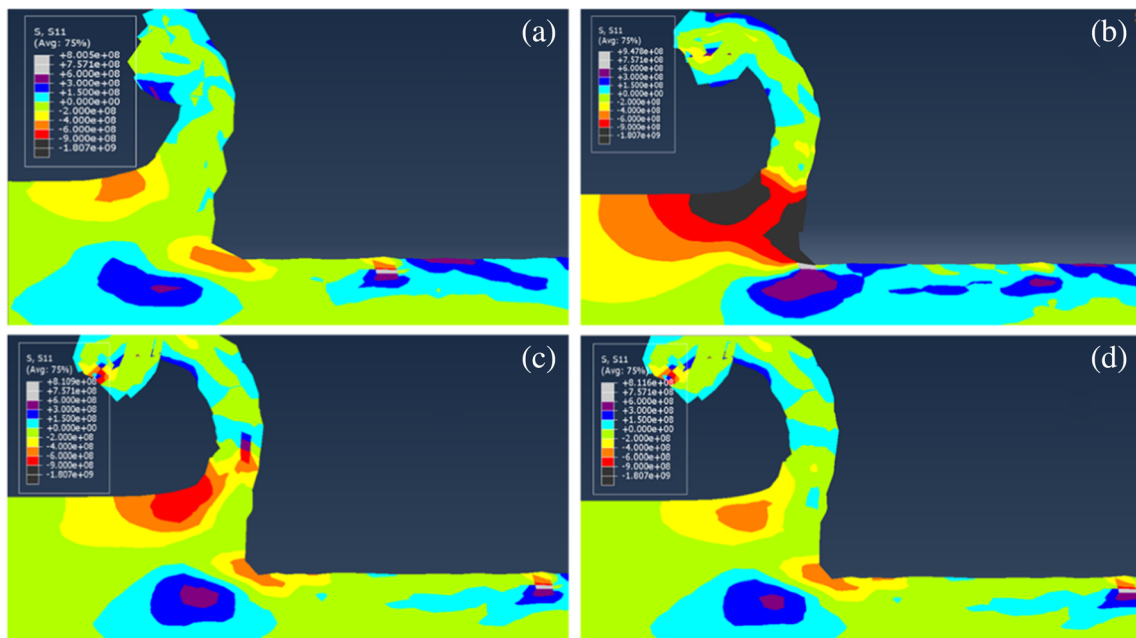 (a)
S, S11
(Avg: 75%)
+8.005e+08
+7.571e+08
+6.000e+08
+3.000e+08
+1.500e+08
+0.000e+00
-2.000e+08
-4.000e+08
-6.000e+08
-9.000e+08
-1.807e+09
(b)
S, S11
(Avg: 75%)
+9.478e+08
+7.571e+08
+6.000e+08
+3.000e+08
+1.500e+08
+0.000e+00
-2.000e+08
-4.000e+08
-6.000e+08
-9.000e+08
-1.807e+09
(c)
S, S11
(Avg: 75%)
+8.109e+08
+7.571e+08
+6.000e+08
+3.000e+08
+1.500e+08
+0.000e+00
-2.000e+08
-4.000e+08
-6.000e+08
-9.000e+08
-1.807e+09
(d)
S, S11
(Avg: 75%)
+8.116e+08
+7.571e+08
+6.000e+08
+3.000e+08
+1.500e+08
+0.000e+00
-2.000e+08
-4.000e+08
-6.000e+08
-9.000e+08
-1.807e+09